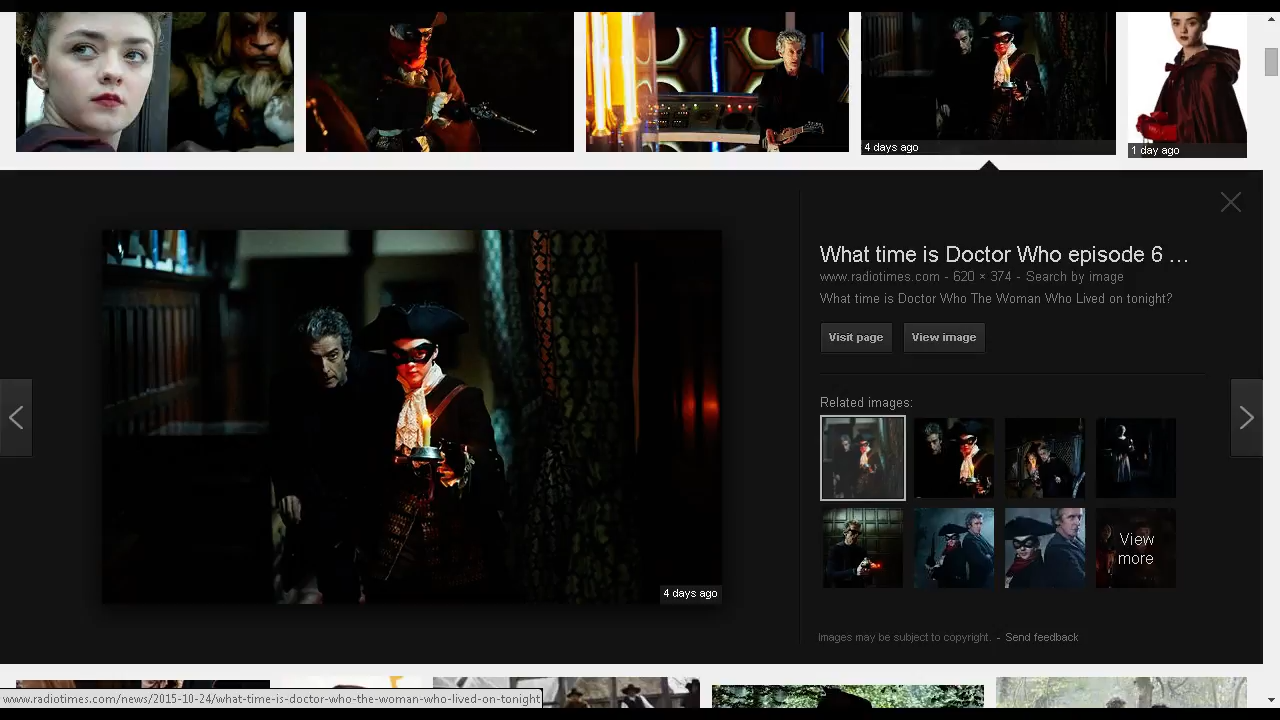 4 days ago
1 day ago
What time is Doctor Who episode 6 ...
www.radiotimes.com - 620 × 374 - Search by image
What time is Doctor Who The Woman Who Lived on tonight?
Visit page
View image
Related images:
View
more
4 days ago
Images may be subject to copyright. - Send feedback
www.radiotimes.com/news/2015-10-24/what-time-is-doctor-who-the-woman-who-lived-on-tonight